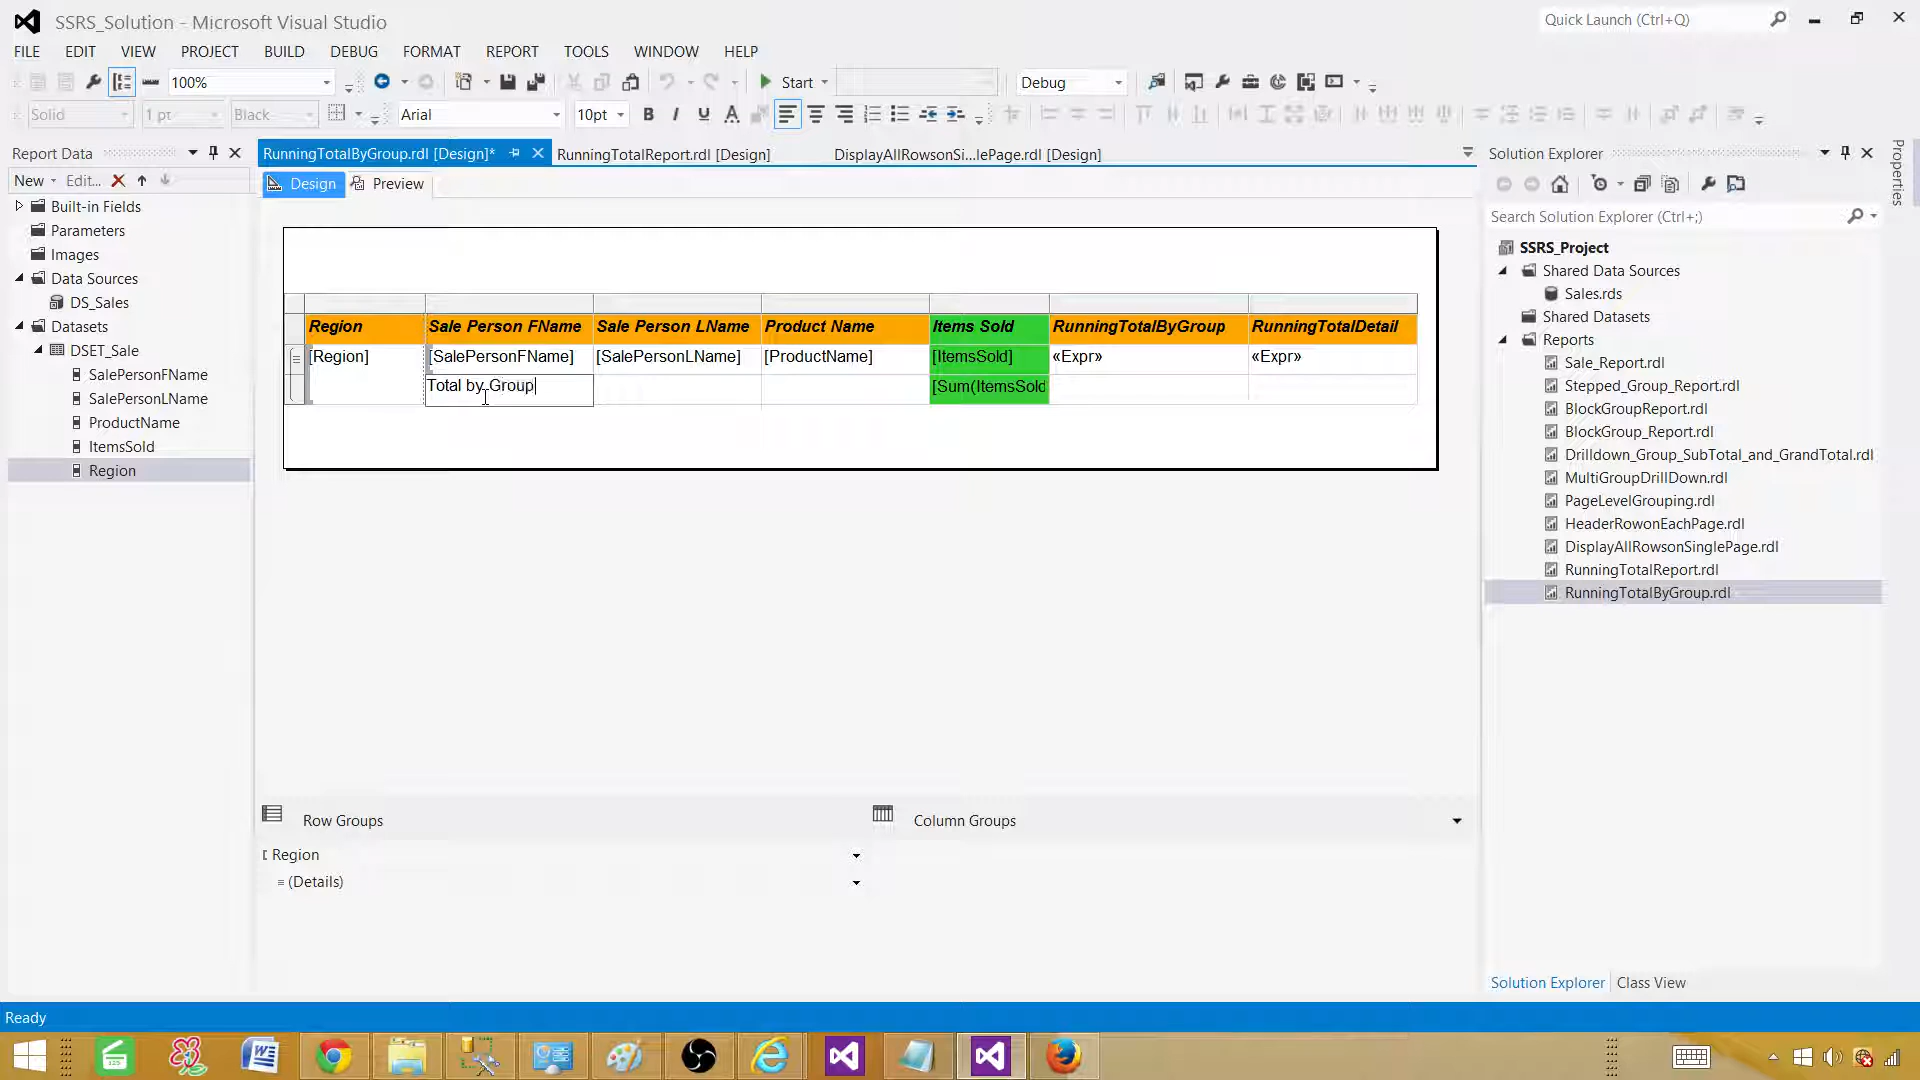 SSRS_Solution - Microsoft Visual Studio
Quick Launch (Ctrl+Q)
FILE EDIT VIEW PROJECT BUILD DEBUG FORMAT REPORT TOOLS WINDOW HELP
100% Start Debug
Solid 1 pt Black Arial 10pt B I U A
Report Data
RunningTotalByGroup.rdl [Design]* RunningTotalReport.rdl [Design] DisplayAllRowsonSi...lePage.rdl [Design]
Solution Explorer
Properties
New Edit...
Design Preview
Built-in Fields
Parameters
Images
Data Sources
DS_Sales
Datasets
DSET_Sale
SalePersonFName
SalePersonLName
ProductName
ItemsSold
Region
Region Sale Person FName Sale Person LName Product Name Items Sold RunningTotalByGroup RunningTotalDetail
[Region] [SalePersonFName] [SalePersonLName] [ProductName] [ItemsSold] «Expr» «Expr»
Total by Group [Sum(ItemsSold
Row Groups
Column Groups
Region
(Details)
Search Solution Explorer (Ctrl+;)
SSRS_Project
Shared Data Sources
Sales.rds
Shared Datasets
Reports
Sale_Report.rdl
Stepped_Group_Report.rdl
BlockGroupReport.rdl
BlockGroup_Report.rdl
Drilldown_Group_SubTotal_and_GrandTotal.rdl
MultiGroupDrillDown.rdl
PageLevelGrouping.rdl
HeaderRowonEachPage.rdl
DisplayAllRowsonSinglePage.rdl
RunningTotalReport.rdl
RunningTotalByGroup.rdl
Solution Explorer Class View
Ready